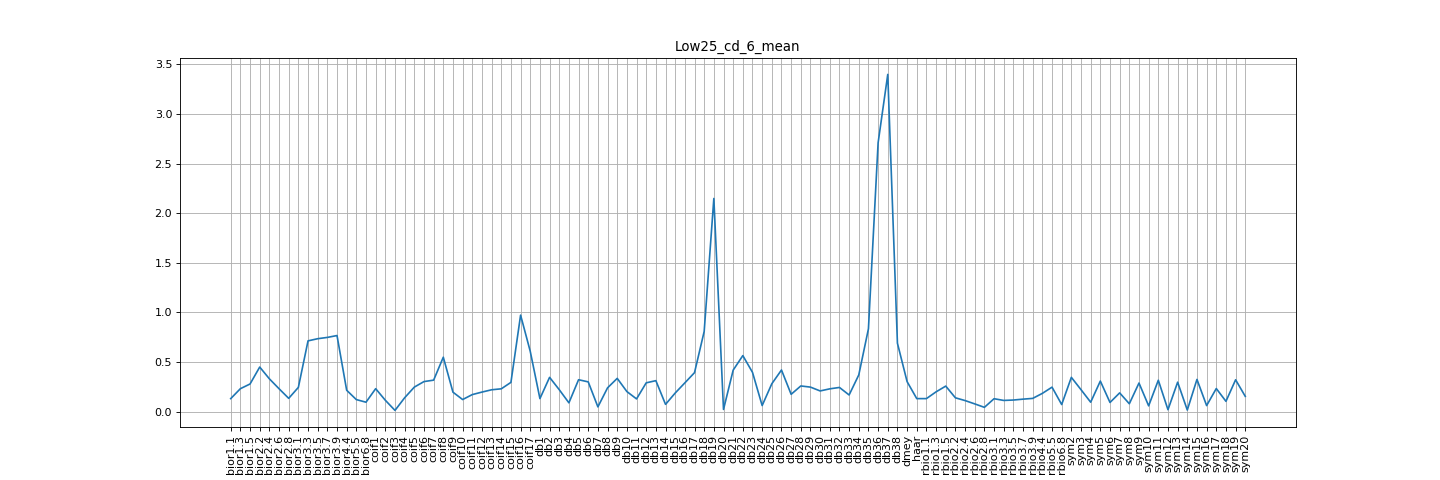 Low25_cd_6_mean
3.5
3.0
2.5
2.0
1.5
1.0
0.5
0.0
bior1.1
bior1.3
bior1.5
bior2.2
bior2.4
bior2.6
bior2.8
bior3.1
bior3.3
bior3.5
bior3.7
bior3.9
bior4.4
bior5.5
bior6.8
coif1
coif2
coif3
coif4
coif5
coif6
coif7
coif8
coif9
coif10
coif11
coif12
coif13
coif14
coif15
coif16
coif17
db1
db2
db3
db4
db5
db6
db7
db8
db9
db10
db11
db12
db13
db14
db15
db16
db17
db18
db19
db20
db21
db22
db23
db24
db25
db26
db27
db28
db29
db30
db31
db32
db33
db34
db35
db36
db37
db38
dmey
haar
rbio1.1
rbio1.3
rbio1.5
rbio2.2
rbio2.4
rbio2.6
rbio2.8
rbio3.1
rbio3.3
rbio3.5
rbio3.7
rbio3.9
rbio4.4
rbio5.5
rbio6.8
sym2
sym3
sym4
sym5
sym6
sym7
sym8
sym9
sym10
sym11
sym12
sym13
sym14
sym15
sym16
sym17
sym18
sym19
sym20